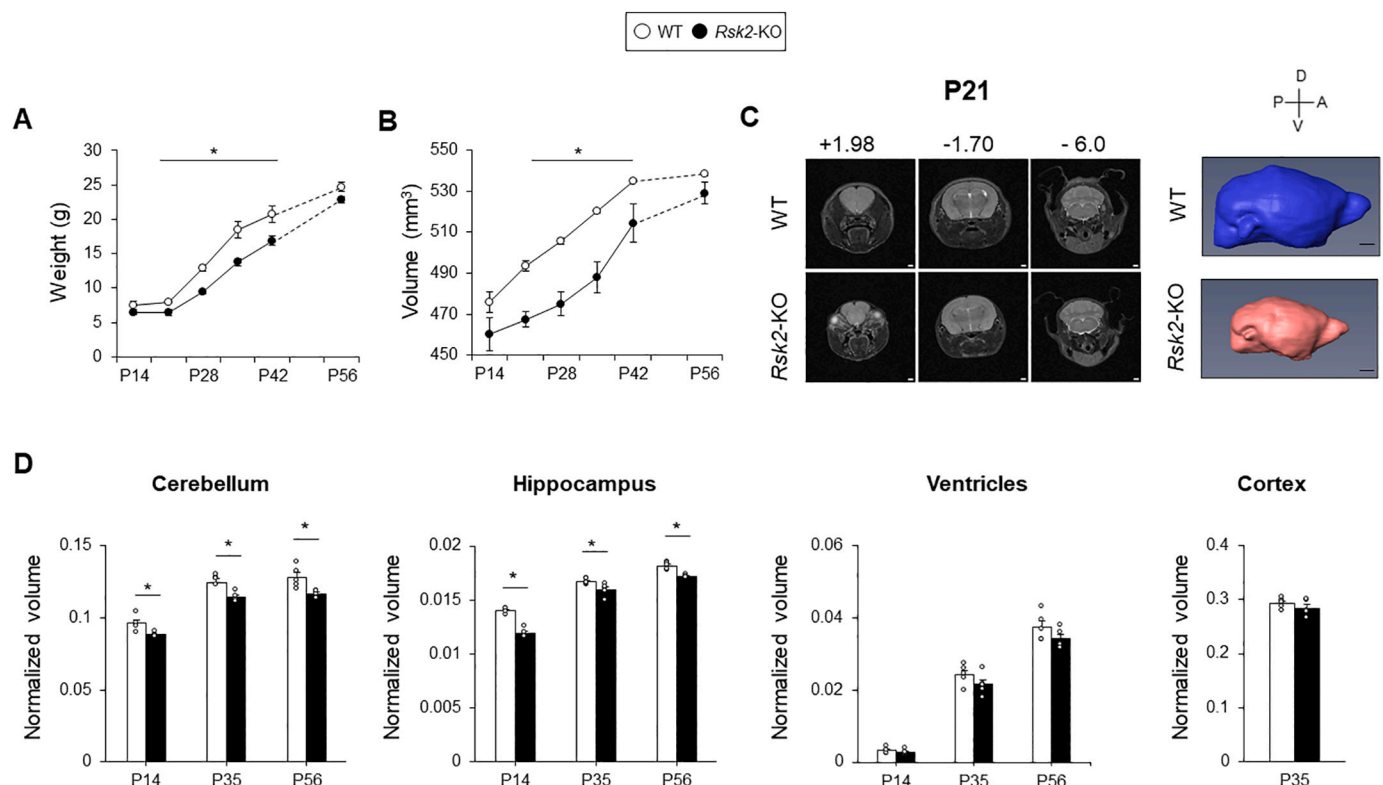 WT Rsk2-KO
A
Weight (g)
30
25
20
15
10
5
0
*
P14 P28 P42 P56
B
Volume (mm³)
550
530
510
490
470
450
*
P14 P28 P42 P56
C
P21
+1.98 -1.70 - 6.0
WT
Rsk2-KO
D
P A
V
WT
Rsk2-KO
D
Cerebellum
Normalized volume
0.15
0.1
0.05
0
* * *
P14 P35 P56
Hippocampus
Normalized volume
0.02
0.015
0.01
0.005
0
* * *
P14 P35 P56
Ventricles
Normalized volume
0.06
0.04
0.02
0
P14 P35 P56
Cortex
Normalized volume
0.4
0.3
0.2
0.1
0
P35